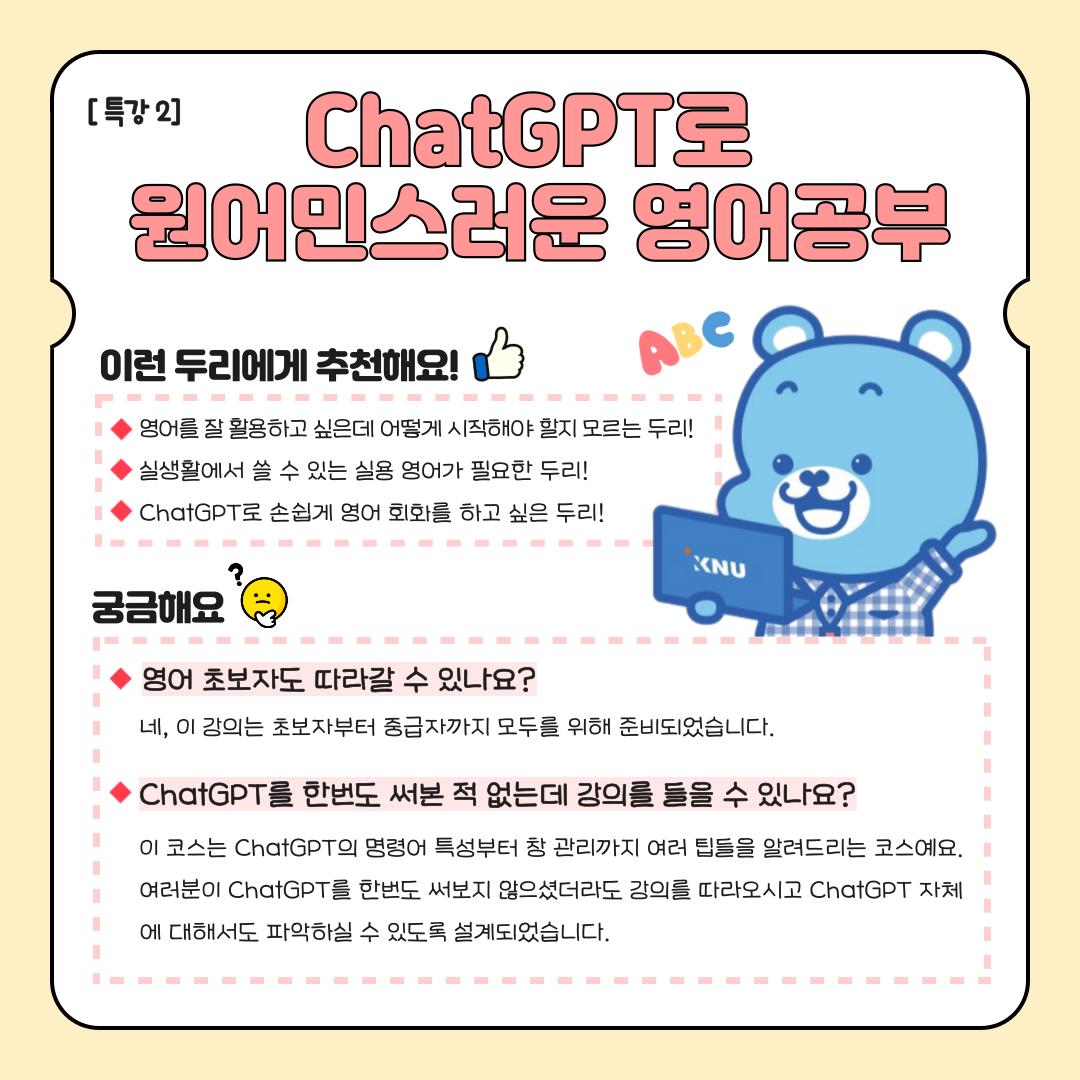 [ 특강 2]
ChatGPT로
원어민스러운 영어공부
ABC
이런 두리에게 추천해요!
영어를 잘 활용하고 싶은데 어떻게 시작해야 할지 모르는 두리!
실생활에서 쓸 수 있는 실용 영어가 필요한 두리!
ChatGPT로 손쉽게 영어 회화를 하고 싶은 두리!
KNU
궁금해요
?
영어 초보자도 따라갈 수 있나요?
네, 이 강의는 초보자부터 중급자까지 모두를 위해 준비되었습니다.
ChatGPT를 한번도 써본 적 없는데 강의를 들을 수 있나요?
이 코스는 ChatGPT의 명령어 특성부터 창 관리까지 여러 팁들을 알려드리는 코스예요.
여러분이 ChatGPT를 한번도 써보지 않으셨더라도 강의를 따라오시고 ChatGPT 자체
에 대해서도 파악하실 수 있도록 설계되었습니다.